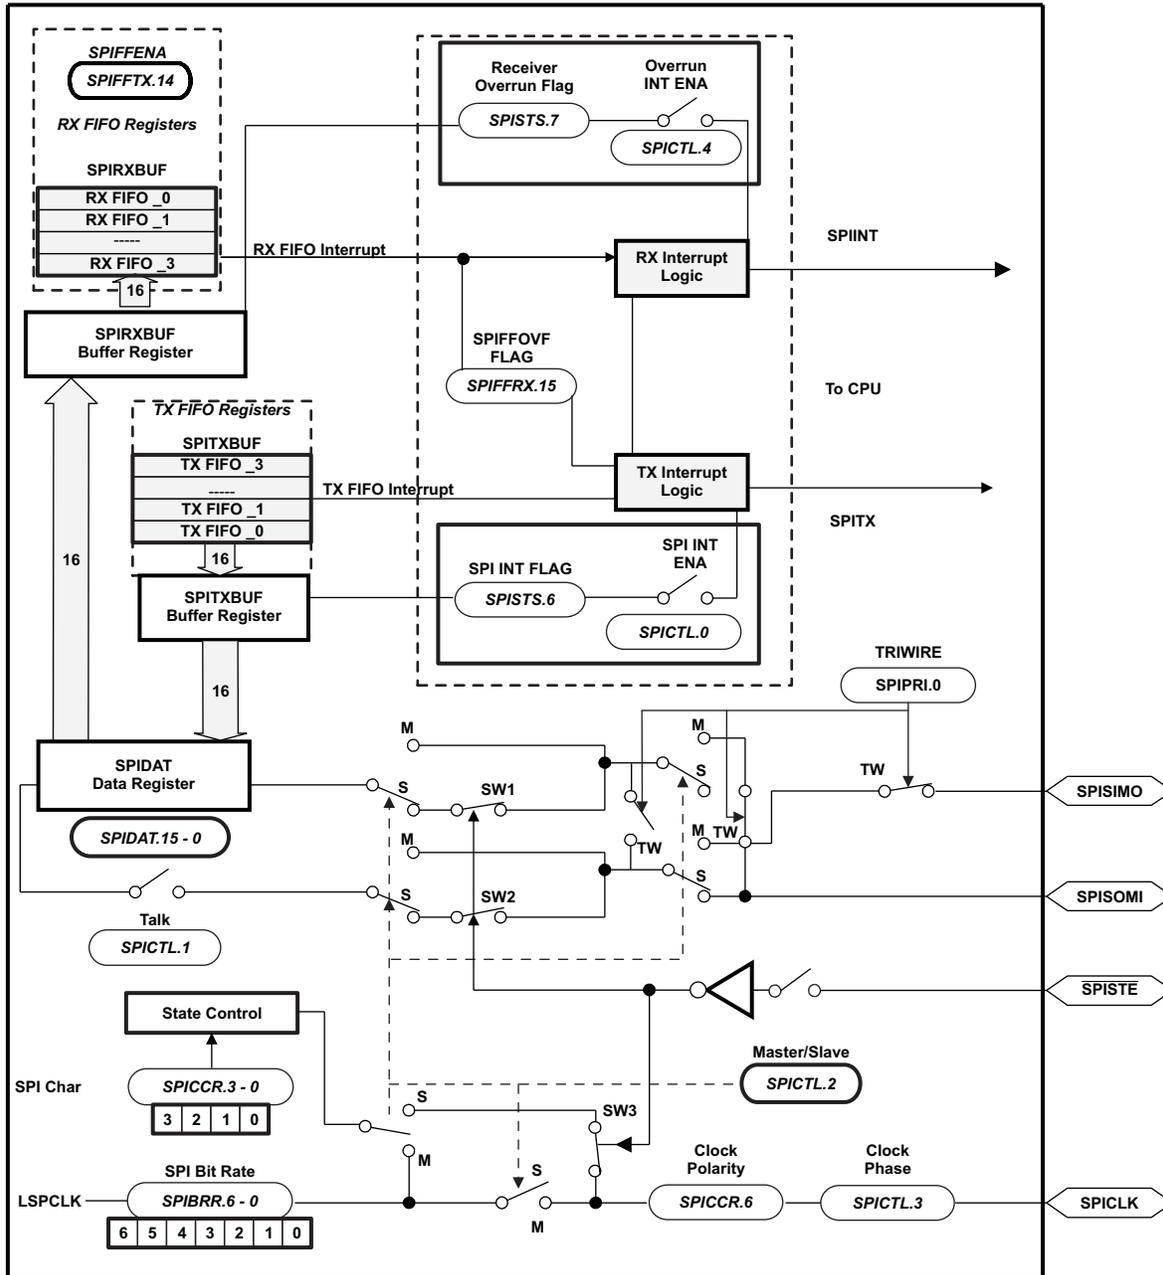 SPIFFENA
SPIFFTX.14
RX FIFO Registers
SPIRXBUF
RX FIFO _0
RX FIFO _1
-----
RX FIFO _3
16
SPIRXBUF
Buffer Register
RX FIFO Interrupt
Receiver
Overrun Flag
SPISTS.7
Overrun
INT ENA
SPICTL.4
RX Interrupt
Logic
SPIINT
SPIFFOVF
FLAG
SPIFFRX.15
To CPU
TX FIFO Registers
SPITXBUF
TX FIFO _3
-----
TX FIFO _1
TX FIFO _0
16
16
TX FIFO Interrupt
TX Interrupt
Logic
SPITX
SPITXBUF
Buffer Register
SPI INT FLAG
SPISTS.6
SPI INT
ENA
SPICTL.0
16
TRIWIRE
SPIPRI.0
SPIDAT
Data Register
SPIDAT.15 - 0
M
S
SW1
M
S
TW
SPISIMO
M
TW
M
TW
S
SW2
S
SPISOMI
Talk
SPICTL.1
SPISTE
State Control
Master/Slave
SPICTL.2
SPI Char
SPICCR.3 - 0
3 2 1 0
S
SW3
M
SPI Bit Rate
LSPCLK
SPIBRR.6 - 0
6 5 4 3 2 1 0
S
M
Clock
Polarity
SPICCR.6
Clock
Phase
SPICTL.3
SPICLK